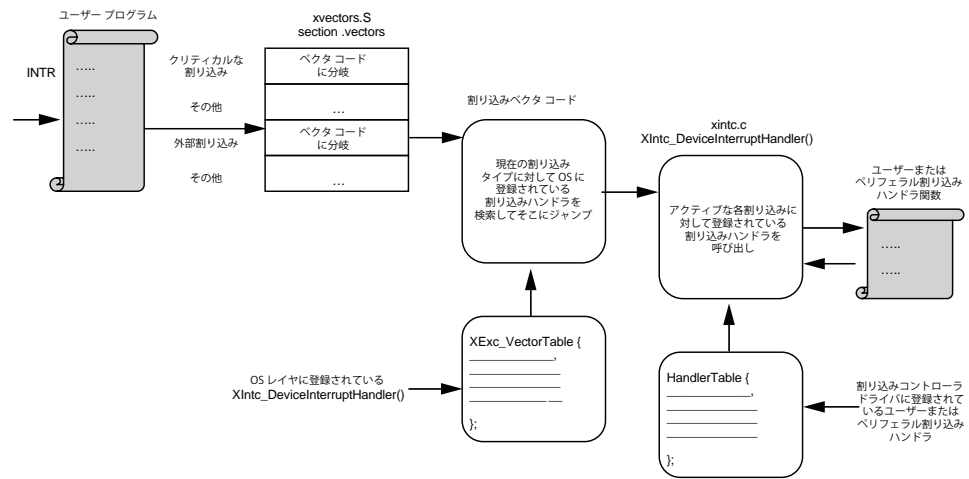 ユーザー プログラム
INTR
.....
.....
.....
.....
クリティカルな
割り込み
その他
外部割り込み
その他
xvectors.S
section .vectors
ベクタ コード
に分岐
...
ベクタ コード
に分岐
...
割り込みベクタ コード
現在の割り込み
タイプに対して OS に
登録されている
割り込みハンドラを
検索してそこにジャンプ
xintc.c
XIntc_DeviceInterruptHandler()
アクティブな各割り込みに
対して登録されている
割り込みハンドラを
呼び出し
ユーザーまたは
ペリフェラル割り込み
ハンドラ関数
.....
.....
OS レイヤに登録されている
XIntc_DeviceInterruptHandler()
XExc_VectorTable {
,
};
HandlerTable {
,
};
割り込みコントローラ
ドライバに登録されて
いるユーザーまたは
ペリフェラル割り込み
ハンドラ